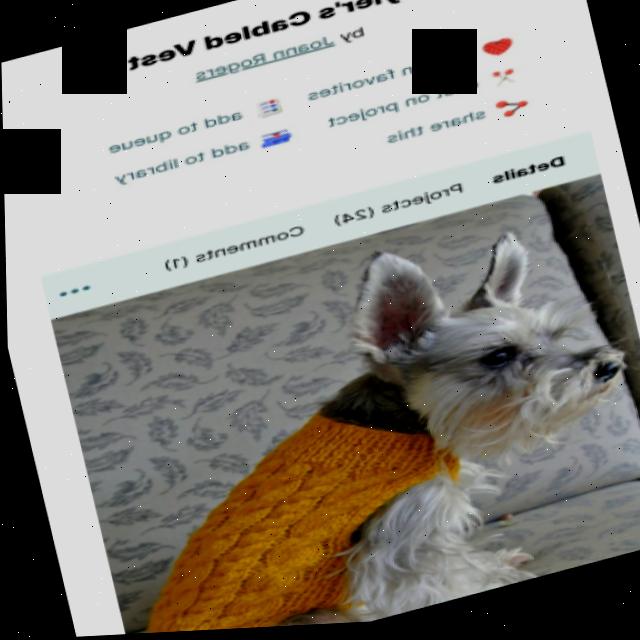 Cabled Vest
by Joann Rogers
favorites
add to queue
on project
add to library
share this
Details Projects (24) Comments (1)